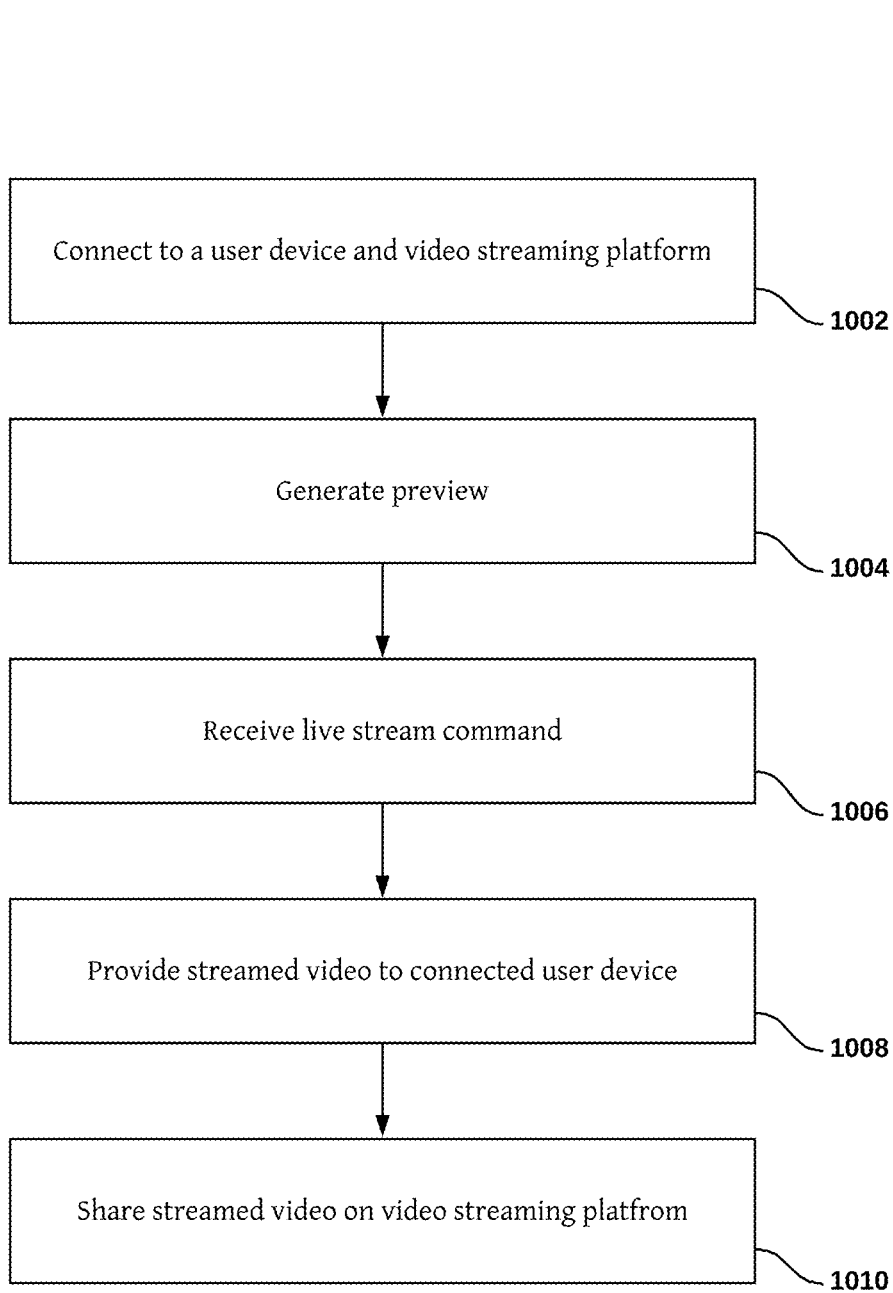 Connect to a user device and video streaming platform
1002
Generate preview
1004
Receive live stream command
1006
Provide streamed video to connected user device
1008
Share streamed video on video streaming platfrom
1010